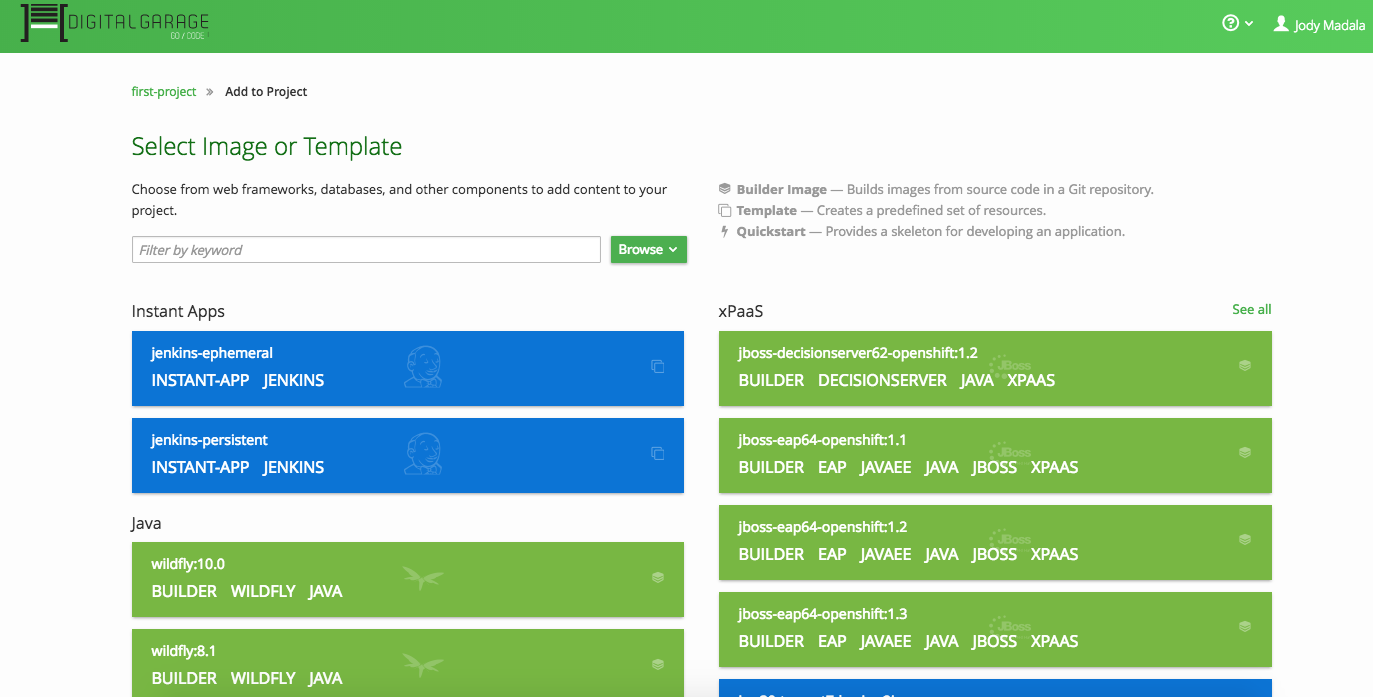 DIGITALGARAGE
GO / CODE
Jody Madala
first-project » Add to Project
Select Image or Template
Choose from web frameworks, databases, and other components to add content to your
project.
Filter by keyword
Browse
Builder Image — Builds images from source code in a Git repository.
Template — Creates a predefined set of resources.
Quickstart — Provides a skeleton for developing an application.
Instant Apps
jenkins-ephemeral
INSTANT-APP JENKINS
jenkins-persistent
INSTANT-APP JENKINS
Java
wildfly:10.0
BUILDER WILDFLY JAVA
wildfly:8.1
BUILDER WILDFLY JAVA
xPaaS
See all
jboss-decisionserver62-openshift:1.2
JBoss
BUILDER DECISIONSERVER JAVA XPAAS
jboss-eap64-openshift:1.1
JBoss
BUILDER EAP JAVAEE JAVA JBOSS XPAAS
jboss-eap64-openshift:1.2
JBoss
BUILDER EAP JAVAEE JAVA JBOSS XPAAS
jboss-eap64-openshift:1.3
JBoss
BUILDER EAP JAVAEE JAVA JBOSS XPAAS